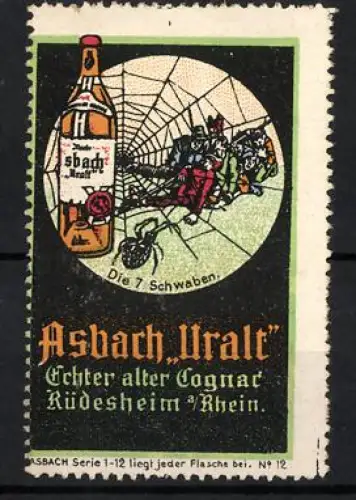 Asbach
"Uralt"
Die 7 Schwaben.
Asbach „Uralt"
Echter alter Cognac
Rüdesheim a/Rhein.
ASBACH Serie 1-12 liegt jeder Flasche bei. No 12